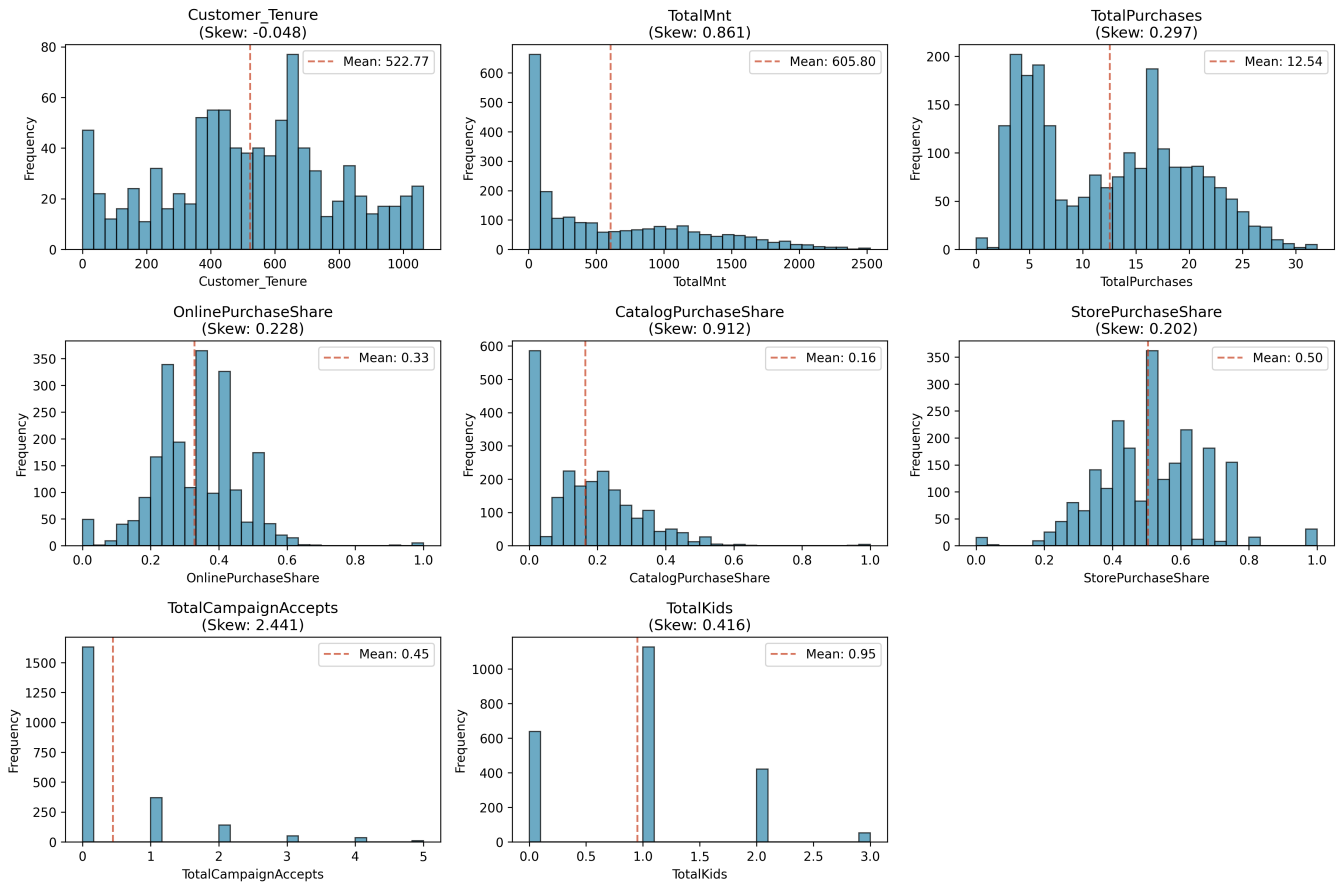 Customer_Tenure
(Skew: -0.048)
Mean: 522.77
80
60
40
20
0
Frequency
0 200 400 600 800 1000
Customer_Tenure
TotalMnt
(Skew: 0.861)
Mean: 605.80
600
500
400
300
200
100
0
Frequency
0 500 1000 1500 2000 2500
TotalMnt
TotalPurchases
(Skew: 0.297)
Mean: 12.54
200
150
100
50
0
Frequency
0 5 10 15 20 25 30
TotalPurchases
OnlinePurchaseShare
(Skew: 0.228)
Mean: 0.33
350
300
250
200
150
100
50
0
Frequency
0.0 0.2 0.4 0.6 0.8 1.0
OnlinePurchaseShare
CatalogPurchaseShare
(Skew: 0.912)
Mean: 0.16
600
500
400
300
200
100
0
Frequency
0.0 0.2 0.4 0.6 0.8 1.0
CatalogPurchaseShare
StorePurchaseShare
(Skew: 0.202)
Mean: 0.50
350
300
250
200
150
100
50
0
Frequency
0.0 0.2 0.4 0.6 0.8 1.0
StorePurchaseShare
TotalCampaignAccepts
(Skew: 2.441)
Mean: 0.45
1500
1250
1000
750
500
250
0
Frequency
0 1 2 3 4 5
TotalCampaignAccepts
TotalKids
(Skew: 0.416)
Mean: 0.95
1000
800
600
400
200
0
Frequency
0.0 0.5 1.0 1.5 2.0 2.5 3.0
TotalKids